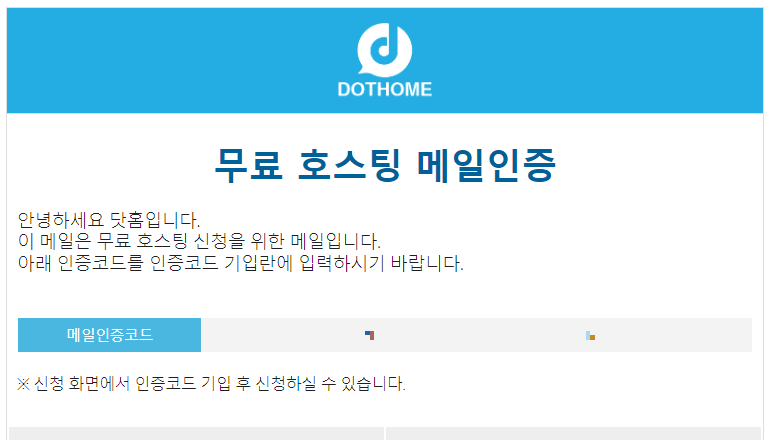 DOTHOME
무료 호스팅 메일인증
안녕하세요 닷홈입니다.
이 메일은 무료 호스팅 신청을 위한 메일입니다.
아래 인증코드를 인증코드 기입란에 입력하시기 바랍니다.
메일인증코드
※ 신청 화면에서 인증코드 기입 후 신청하실 수 있습니다.